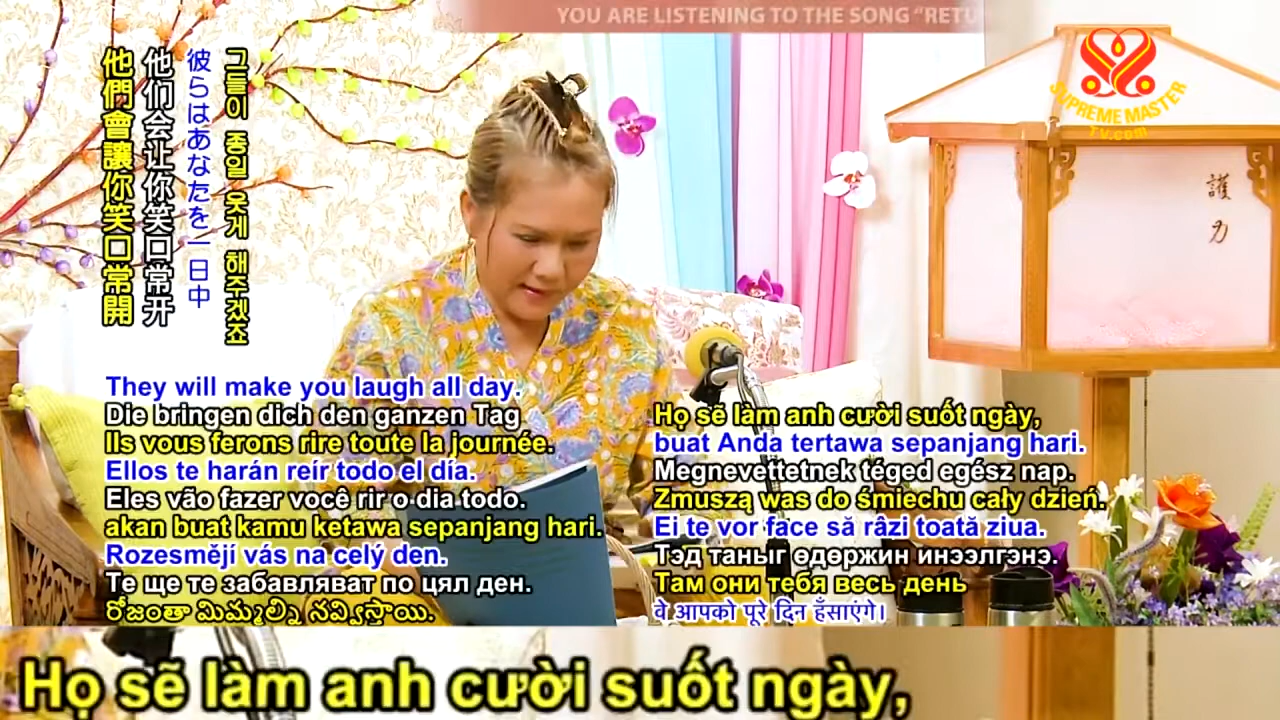 YOU ARE LISTENING TO THE SONG “RETU
SUPREME MASTER
TV.com
護
力
他們會讓你笑口常開
他们会让你笑口常开
彼らはあなたを一日中
그들이 종일 웃게 해주겠죠
They will make you laugh all day.
Die bringen dich den ganzen Tag
Ils vous ferons rire toute la journée.
Ellos te harán reír todo el día.
Eles vão fazer você rir o dia todo.
akan buat kamu ketawa sepanjang hari.
Rozesmějí vás na celý den.
Те ще те забавляват по цял ден.
రోజంతా మిమ్మల్ని నవ్విస్తాయి.
Họ sẽ làm anh cười suốt ngày,
buat Anda tertawa sepanjang hari.
Megnevettetnek téged egész nap.
Zmuszą was do śmiechu cały dzień.
Ei te vor face să râzi toată ziua.
Тэд таныг өдөржин инээлгэнэ.
Там они тебя весь день
वे आपको पूरे दिन हँसाएंगे।
Họ sẽ làm anh cười suốt ngày,